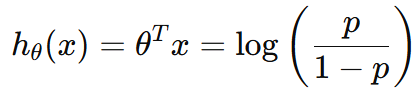 h_θ(x) = θ^T x = log(p / (1 − p))